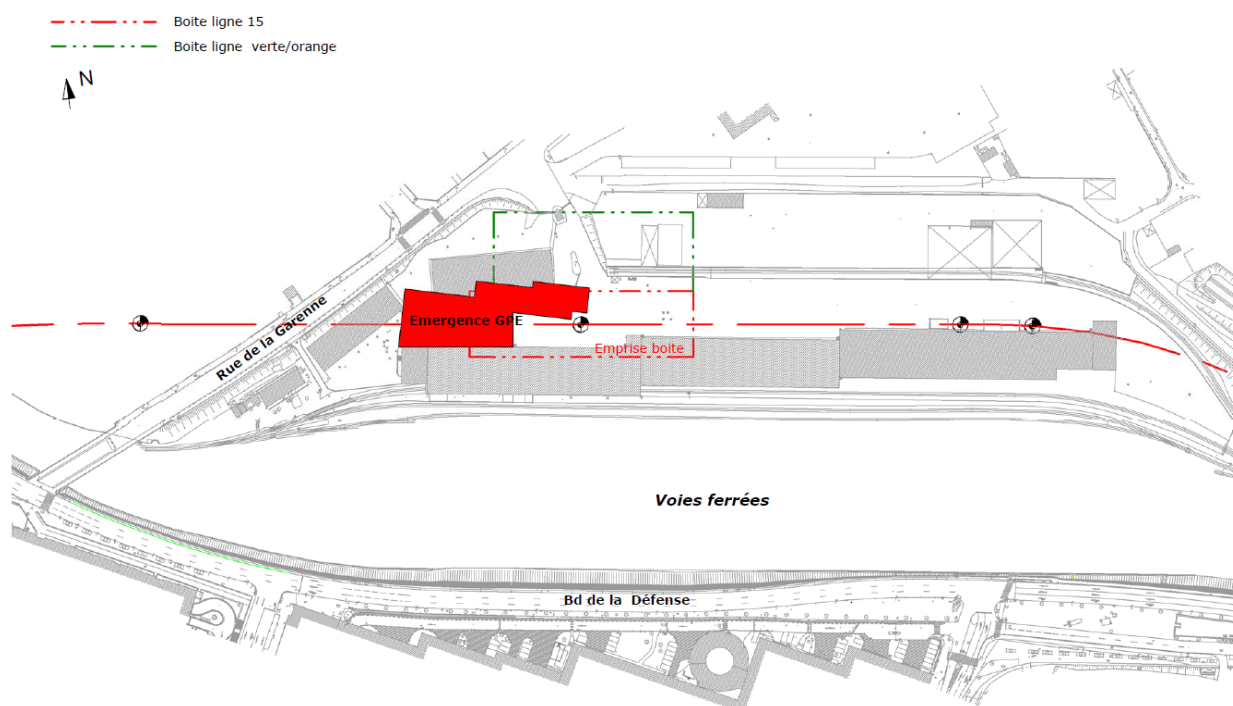 Boite ligne 15
Boite ligne verte/orange
N
Rue de la Garenne
Emergence GPE
Emprise boite
Voies ferrées
Bd de la Défense